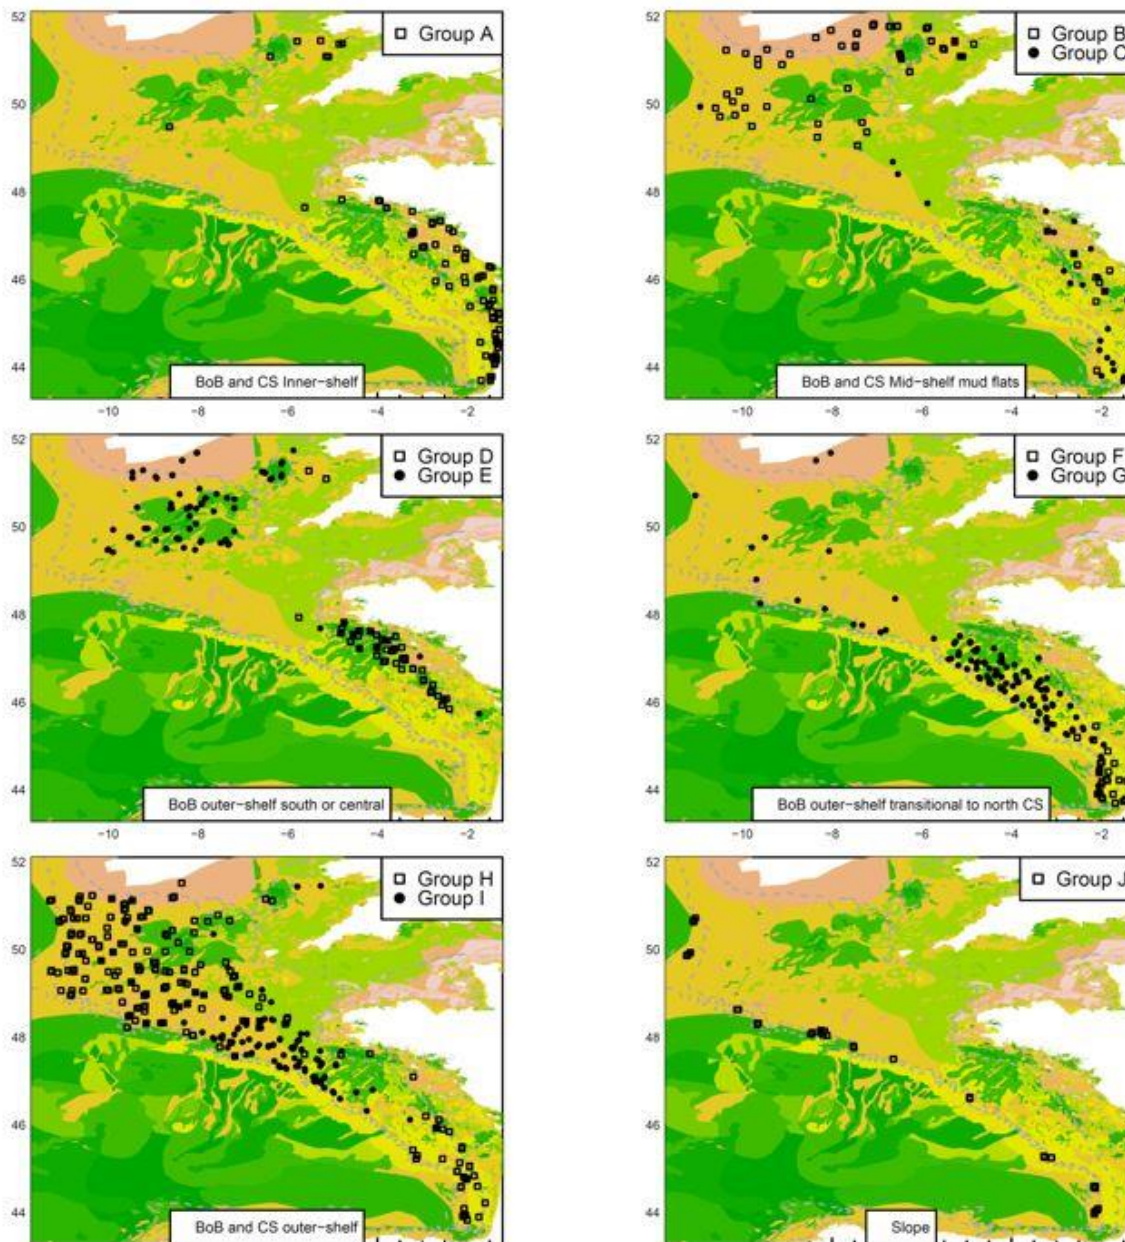 52
50
48
46
44
Group A
BoB and CS Inner-shelf
-10 -8 -6 -4 -2
52
50
48
46
44
Group B
Group C
BoB and CS Mid-shelf mud flats
-10 -8 -6 -4 -2
52
50
48
46
44
Group D
Group E
BoB outer-shelf south or central
-10 -8 -6 -4 -2
52
50
48
46
44
Group F
Group G
BoB outer-shelf transitional to north CS
-10 -8 -6 -4 -2
52
50
48
46
44
Group H
Group I
BoB and CS outer-shelf
52
50
48
46
44
Group J
Slope